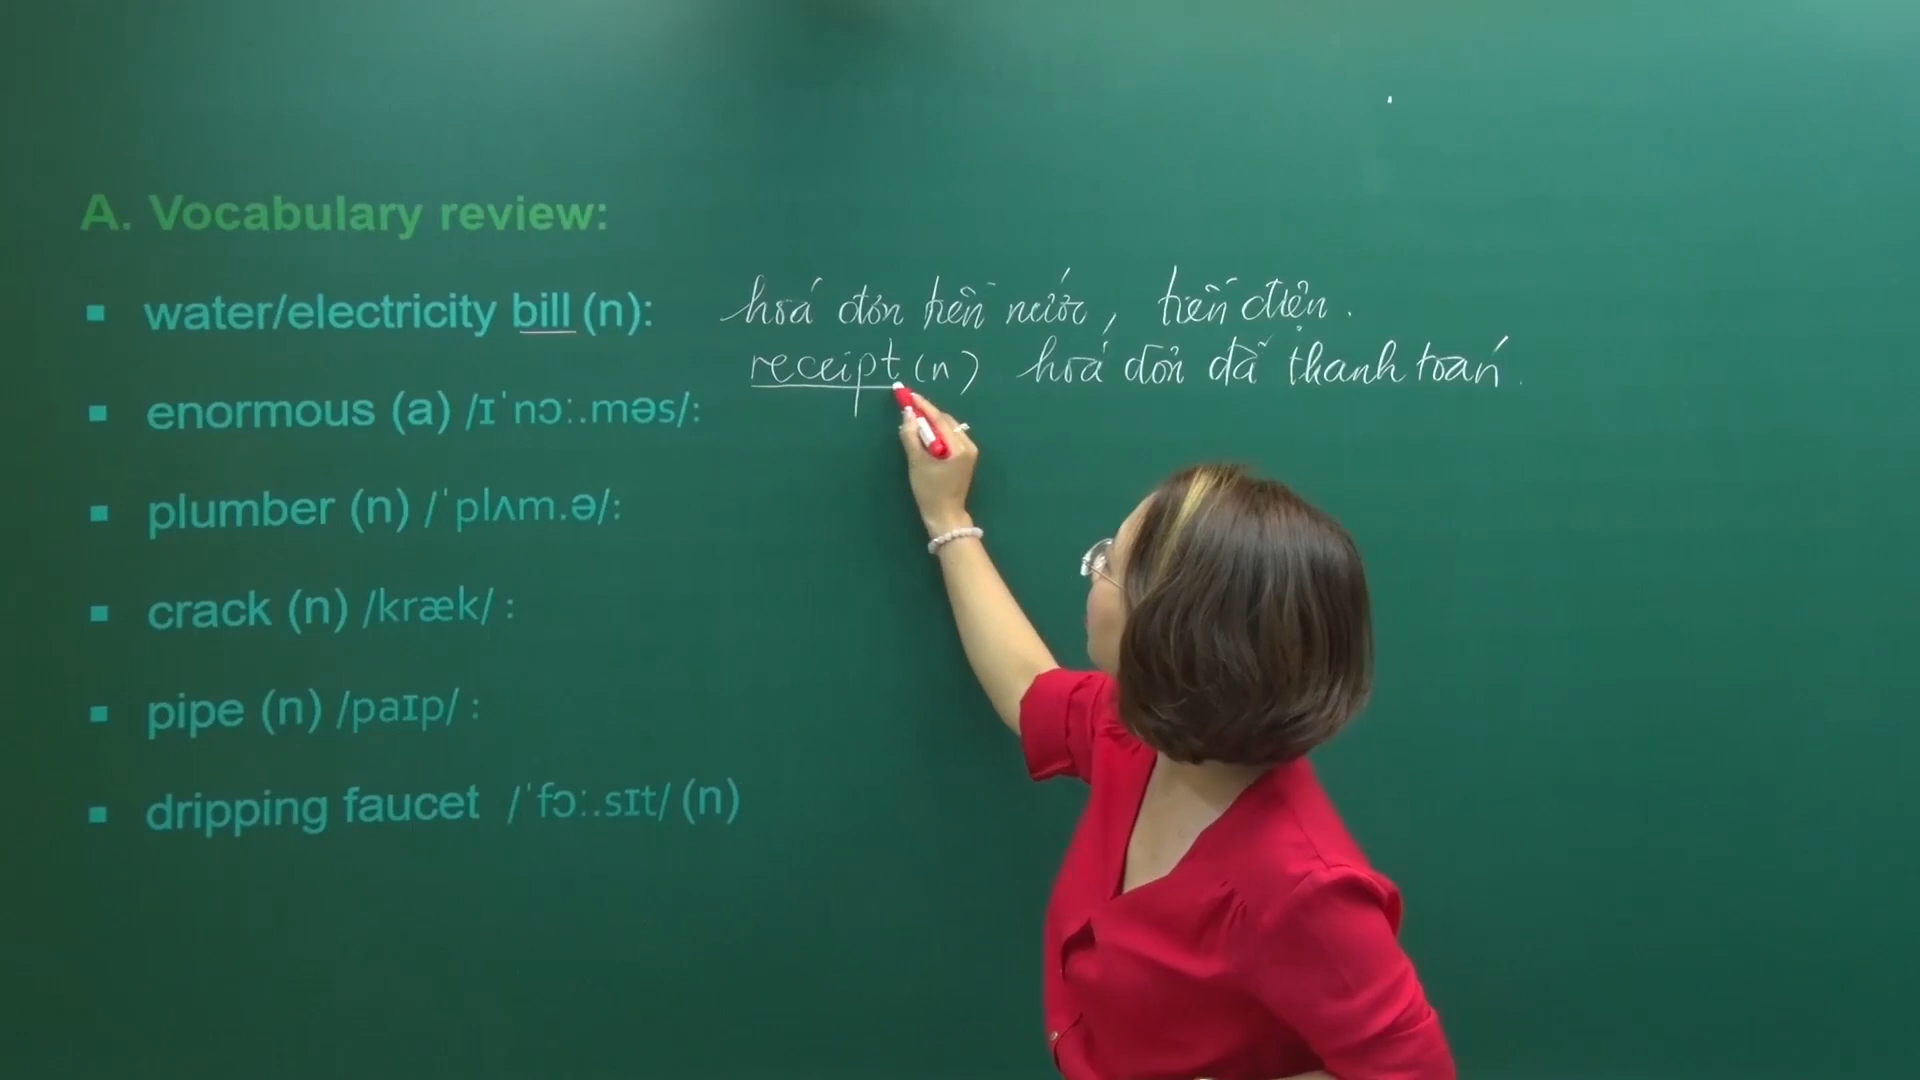 A. Vocabulary review:
▪ water/electricity bill (n): hoá đơn tiền nước, tiền điện.
receipt (n) hoá đơn đã thanh toán.
▪ enormous (a) /ɪˈnɔː.məs/:
▪ plumber (n) /ˈplʌm.ə/:
▪ crack (n) /kræk/ :
▪ pipe (n) /paɪp/ :
▪ dripping faucet /ˈfɔː.sɪt/ (n)